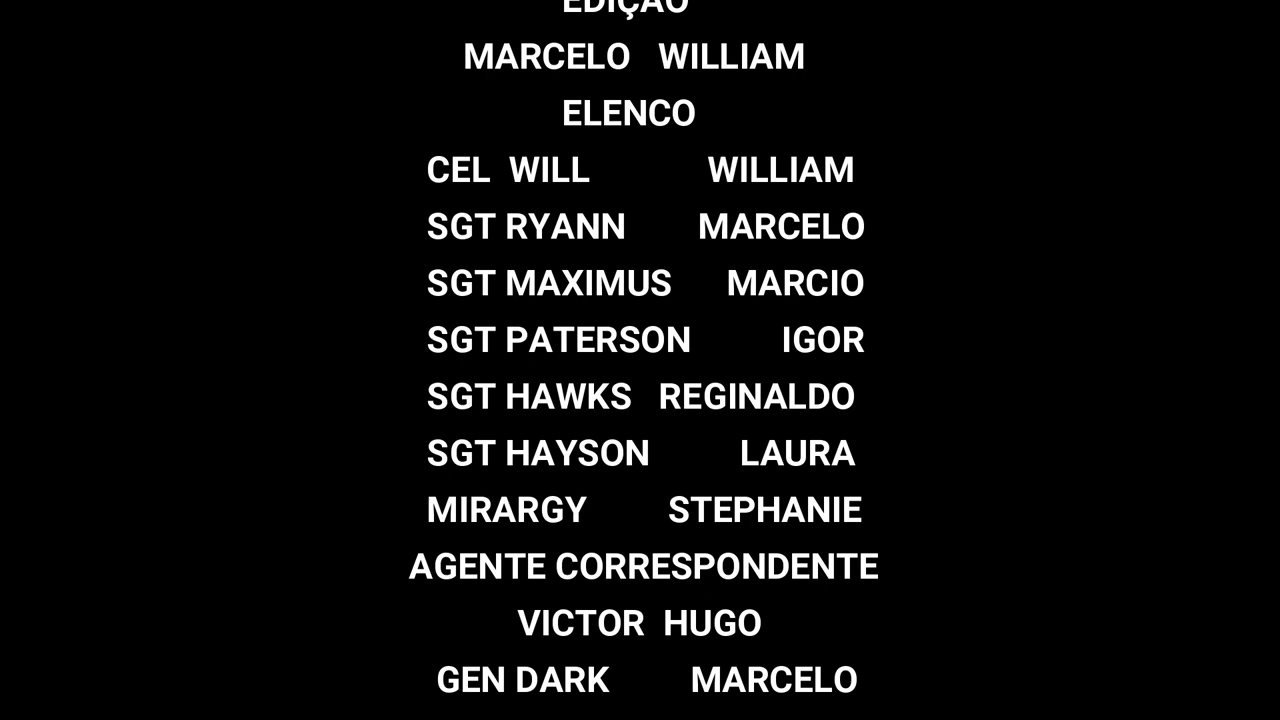 EDIÇÃO
MARCELO WILLIAM
ELENCO
CEL WILL WILLIAM
SGT RYANN MARCELO
SGT MAXIMUS MARCIO
SGT PATERSON IGOR
SGT HAWKS REGINALDO
SGT HAYSON LAURA
MIRARGY STEPHANIE
AGENTE CORRESPONDENTE
VICTOR HUGO
GEN DARK MARCELO